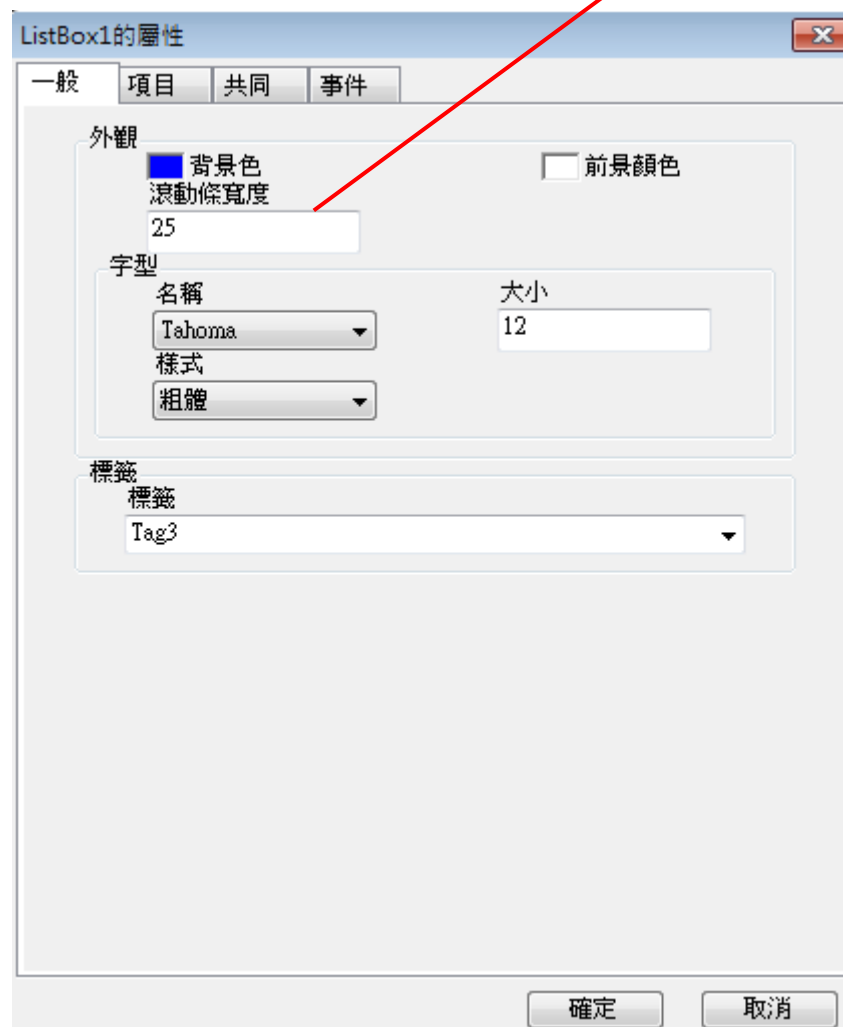 ListBox1的屬性
一般 項目 共同 事件
外觀
背景色 前景顏色
滾動條寬度
25
字型
名稱 大小
Tahoma 12
樣式
粗體
標籤
標籤
Tag3
確定 取消